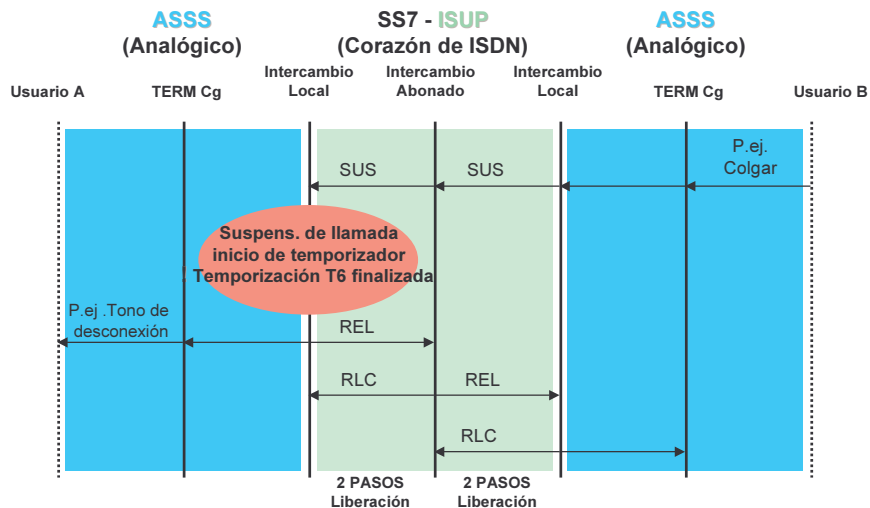 ASSS
(Analógico)
SS7 - ISUP
(Corazón de ISDN)
ASSS
(Analógico)
Usuario A
TERM Cg
Intercambio
Local
Intercambio
Abonado
Intercambio
Local
TERM Cg
Usuario B
P.ej.
Colgar
SUS
SUS
Suspens. de llamada
inicio de temporizador
Temporización T6 finalizada
P.ej .Tono de
desconexión
REL
RLC
REL
RLC
2 PASOS
Liberación
2 PASOS
Liberación